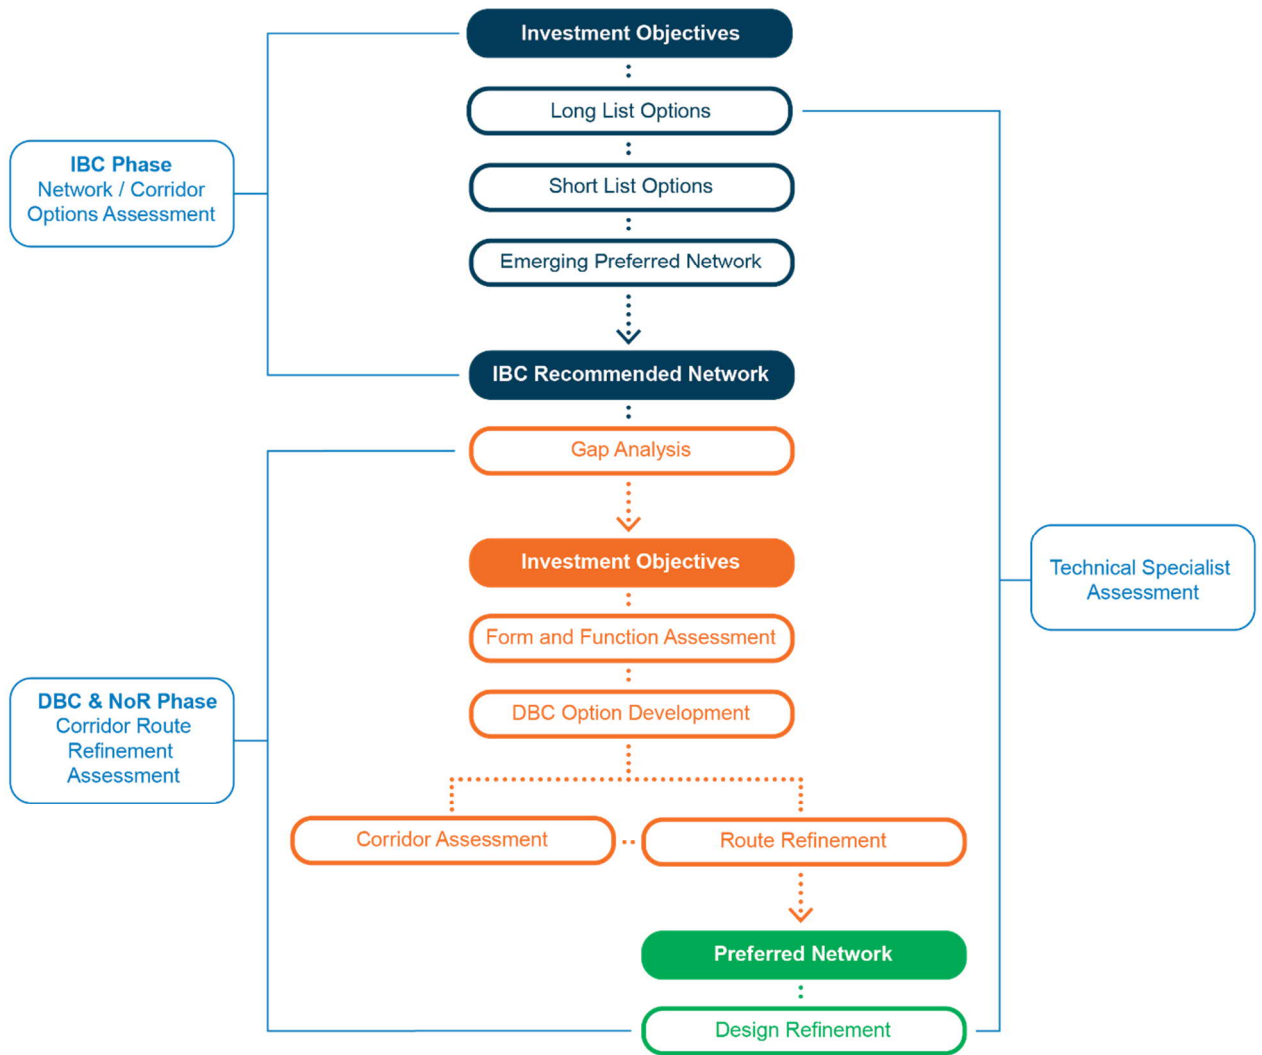 Investment Objectives
Long List Options
IBC Phase
Network / Corridor
Options Assessment
Short List Options
Emerging Preferred Network
IBC Recommended Network
Gap Analysis
Investment Objectives
Technical Specialist
Assessment
Form and Function Assessment
DBC & NoR Phase
Corridor Route
Refinement
Assessment
DBC Option Development
Corridor Assessment
Route Refinement
Preferred Network
Design Refinement